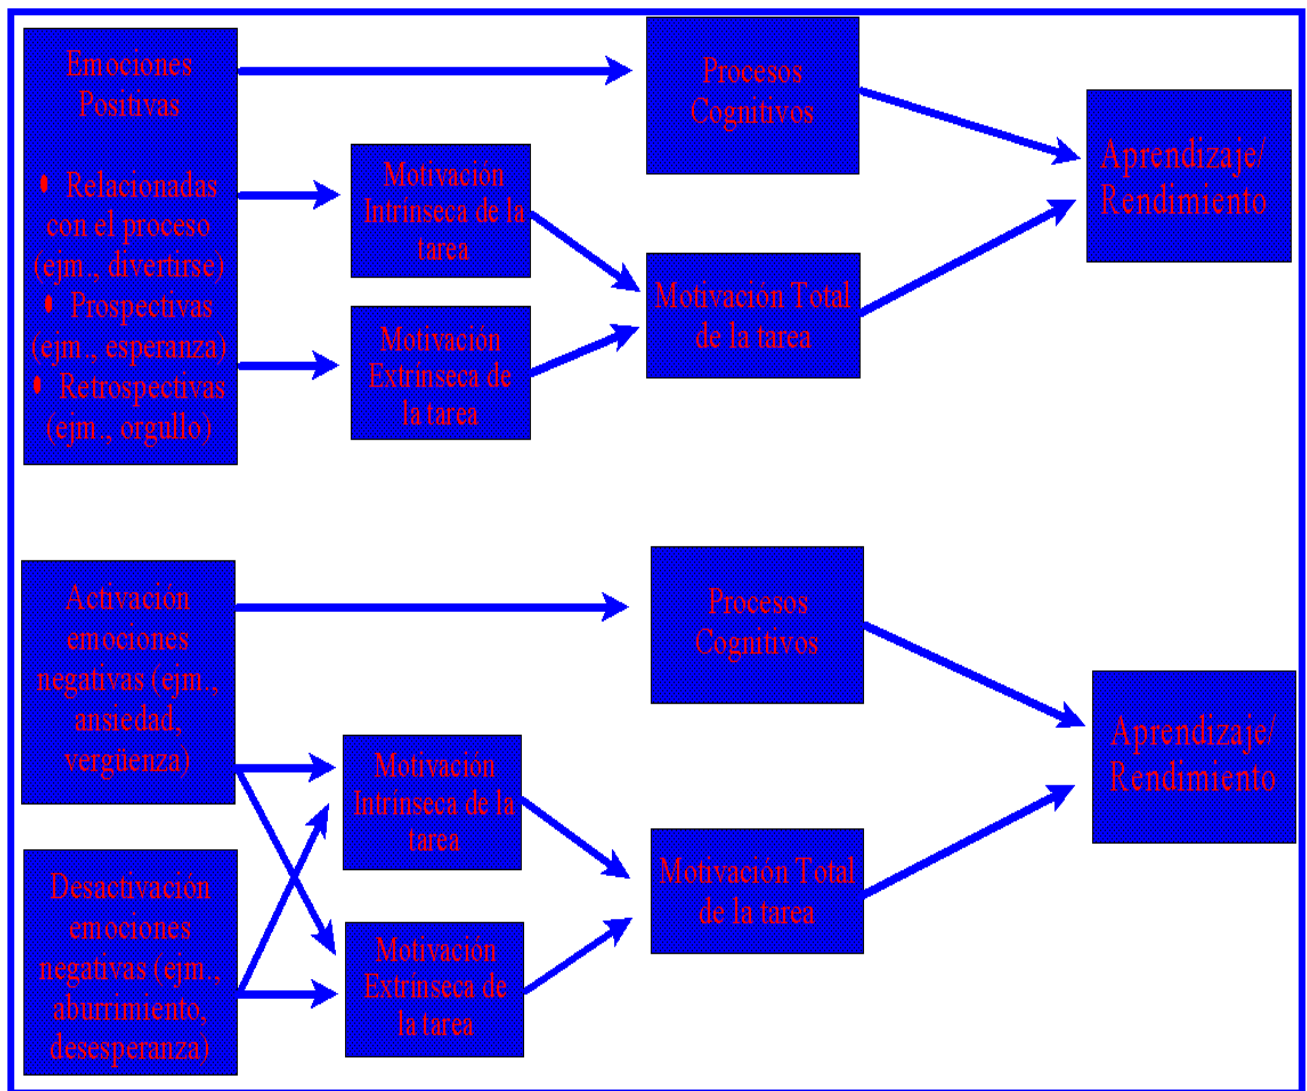 Emociones
Positivas
• Relacionadas
con el proceso
(ejm., divertirse)
• Prospectivas
(ejm., esperanza)
• Retrospectivas
(ejm., orgullo)
Motivación
Intrínseca de la
tarea
Motivación
Extrínseca de
la tarea
Procesos
Cognitivos
Motivación Total
de la tarea
Aprendizaje/
Rendimiento
Activación
emociones
negativas (ejm.,
ansiedad,
vergüenza)
Desactivación
emociones
negativas (ejm.,
aburrimiento,
desesperanza)
Motivación
Intrínseca de la
tarea
Motivación
Extrínseca de
la tarea
Procesos
Cognitivos
Motivación Total
de la tarea
Aprendizaje/
Rendimiento